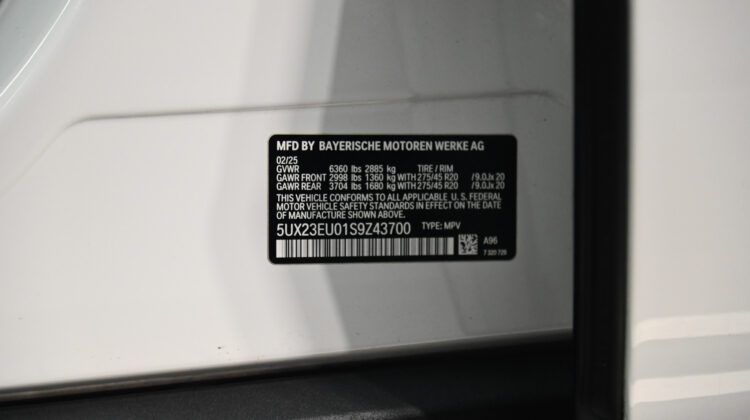 MFD BY BAYERISCHE MOTOREN WERKE AG
02/25
GVWR 6360 lbs 2885 kg TIRE / RIM
GAWR FRONT 2998 lbs 1360 kg WITH 275/45 R20 /9.0Jx 20
GAWR REAR 3704 lbs 1680 kg WITH 275/45 R20 /9.0Jx 20
THIS VEHICLE CONFORMS TO ALL APPLICABLE U. S. FEDERAL
MOTOR VEHICLE SAFETY STANDARDS IN EFFECT ON THE DATE
OF MANUFACTURE SHOWN ABOVE.
5UX23EU01S9Z43700 TYPE: MPV
A96
7 320 729